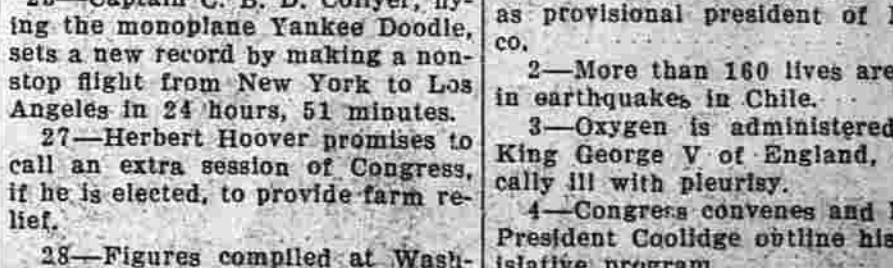 Captain C. B. D. Collyer, fly-
ing the monoplane Yankee Doodle,
sets a new record by making a non-
stop flight from New York to Los
Angeles in 24 hours, 51 minutes.
27—Herbert Hoover promises to
call an extra session of Congress,
if he is elected, to provide farm re-
lief.
28—Figures compiled at Wash-
as provisional president of
co.
2—More than 160 lives are
in earthquakes in Chile.
3—Oxygen is administered
King George V of England,
cally ill with pleurisy.
4—Congress convenes and
President Coolidge outline his
islative program